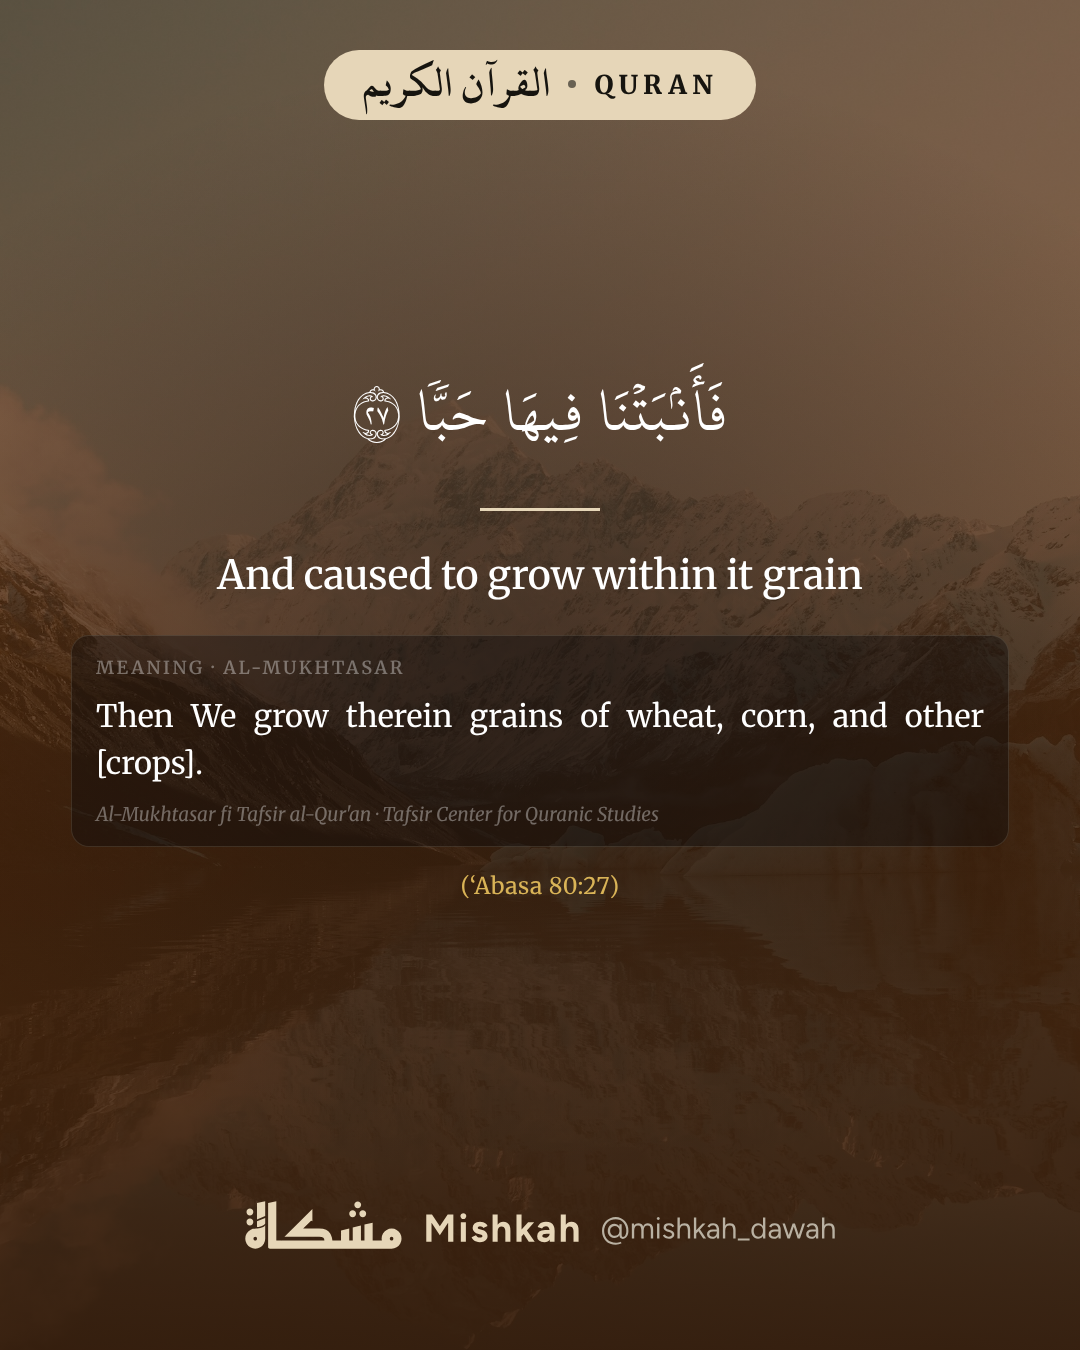 القرآن الكريم • QURAN
فَأَنۢبَتۡنَا فِيهَا حَبّٗا ٢٧
And caused to grow within it grain
MEANING · AL-MUKHTASAR
Then We grow therein grains of wheat, corn, and other
[crops].
Al-Mukhtasar fi Tafsir al-Qur'an · Tafsir Center for Quranic Studies
(‘Abasa 80:27)
مشكاة Mishkah @mishkah_dawah